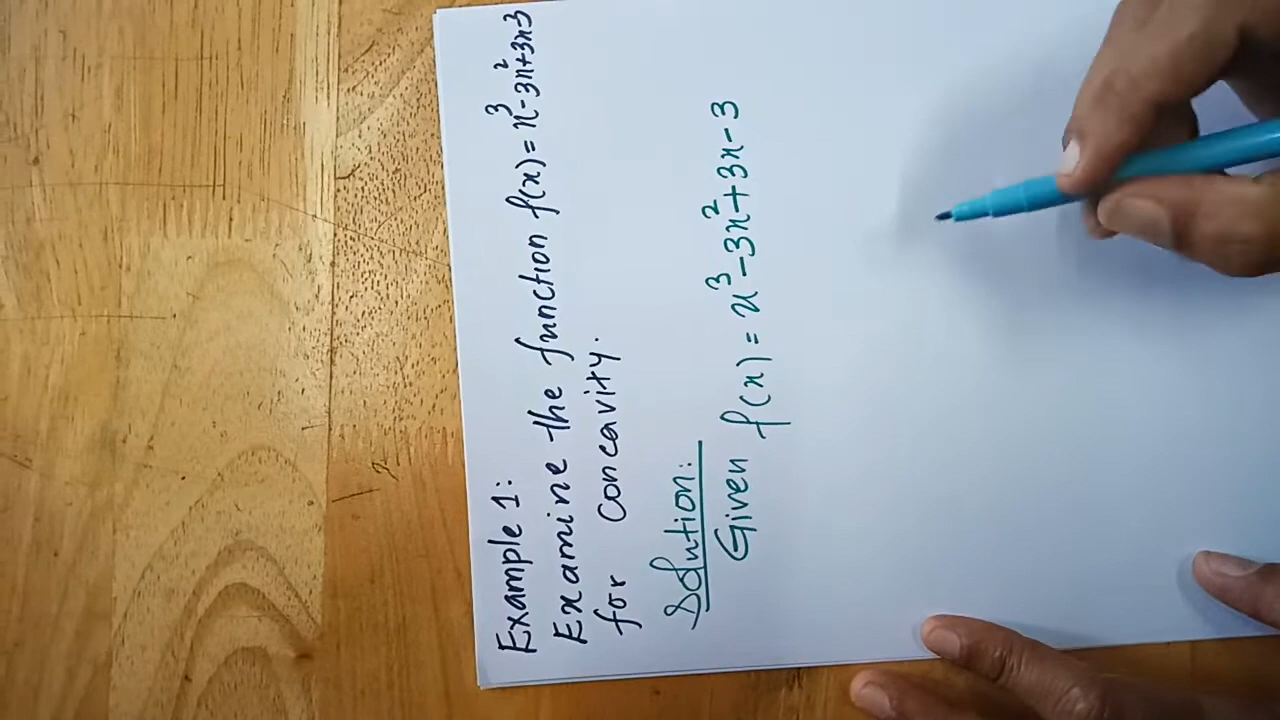 Example 1:
Examine the function f(x) = x³-3x²+3x-3
for concavity.
Solution:
Given f(x) = x³-3x²+3x-3